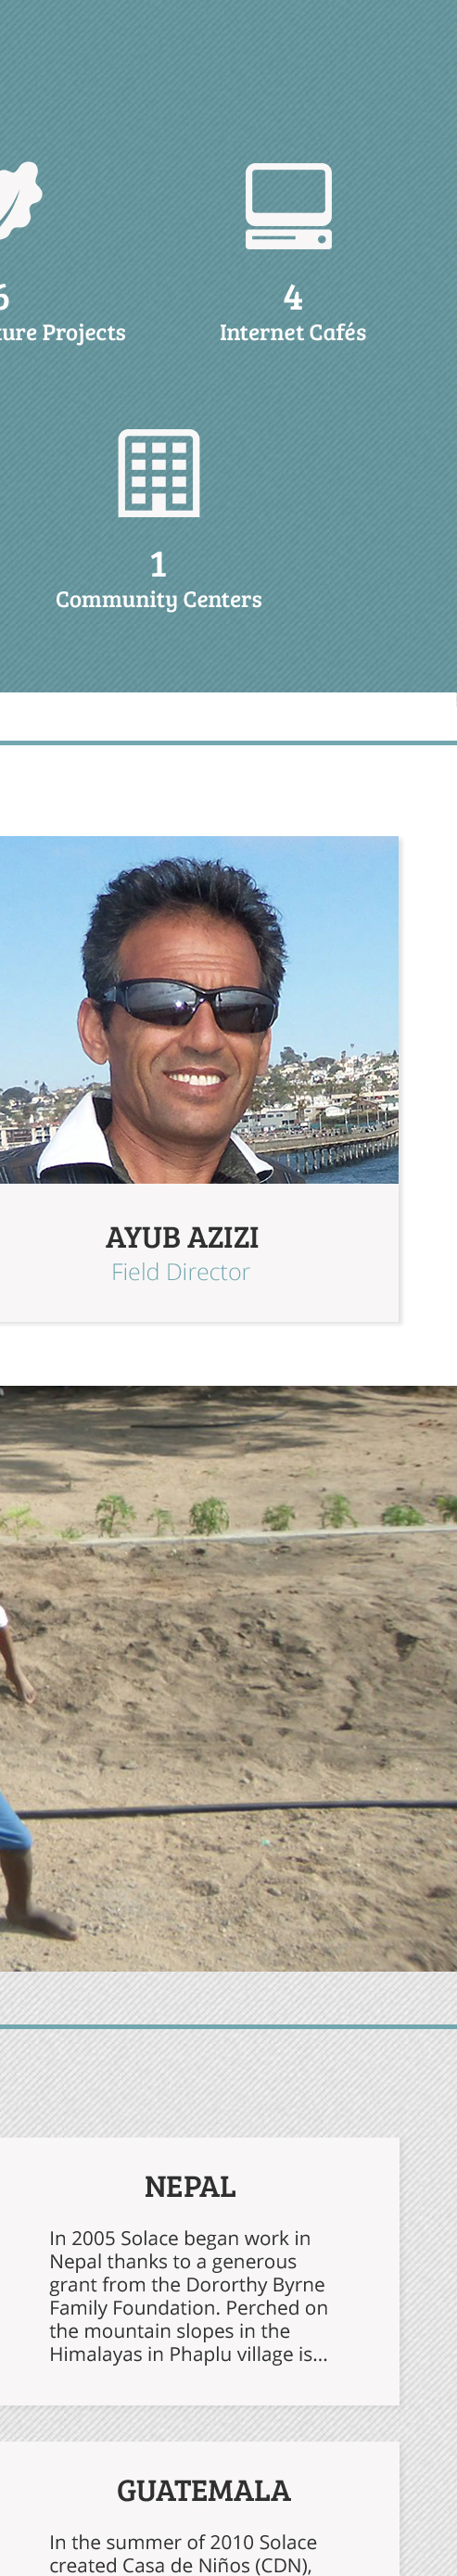 6
4
ture Projects
Internet Cafés
1
Community Centers
AYUB AZIZI
Field Director
NEPAL
In 2005 Solace began work in
Nepal thanks to a generous
grant from the Dororthy Byrne
Family Foundation. Perched on
the mountain slopes in the
Himalayas in Phaplu village is...
GUATEMALA
In the summer of 2010 Solace
created Casa de Niños (CDN),